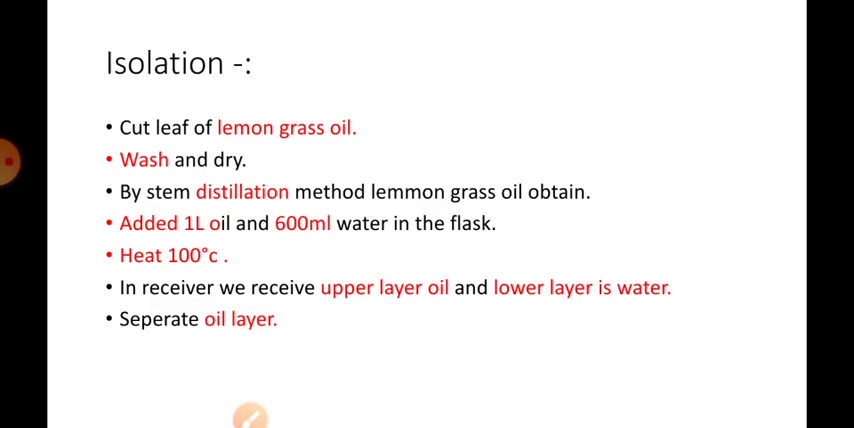 Isolation -:
• Cut leaf of lemon grass oil.
• Wash and dry.
• By stem distillation method lemmon grass oil obtain.
• Added 1L oil and 600ml water in the flask.
• Heat 100°c .
• In receiver we receive upper layer oil and lower layer is water.
• Seperate oil layer.